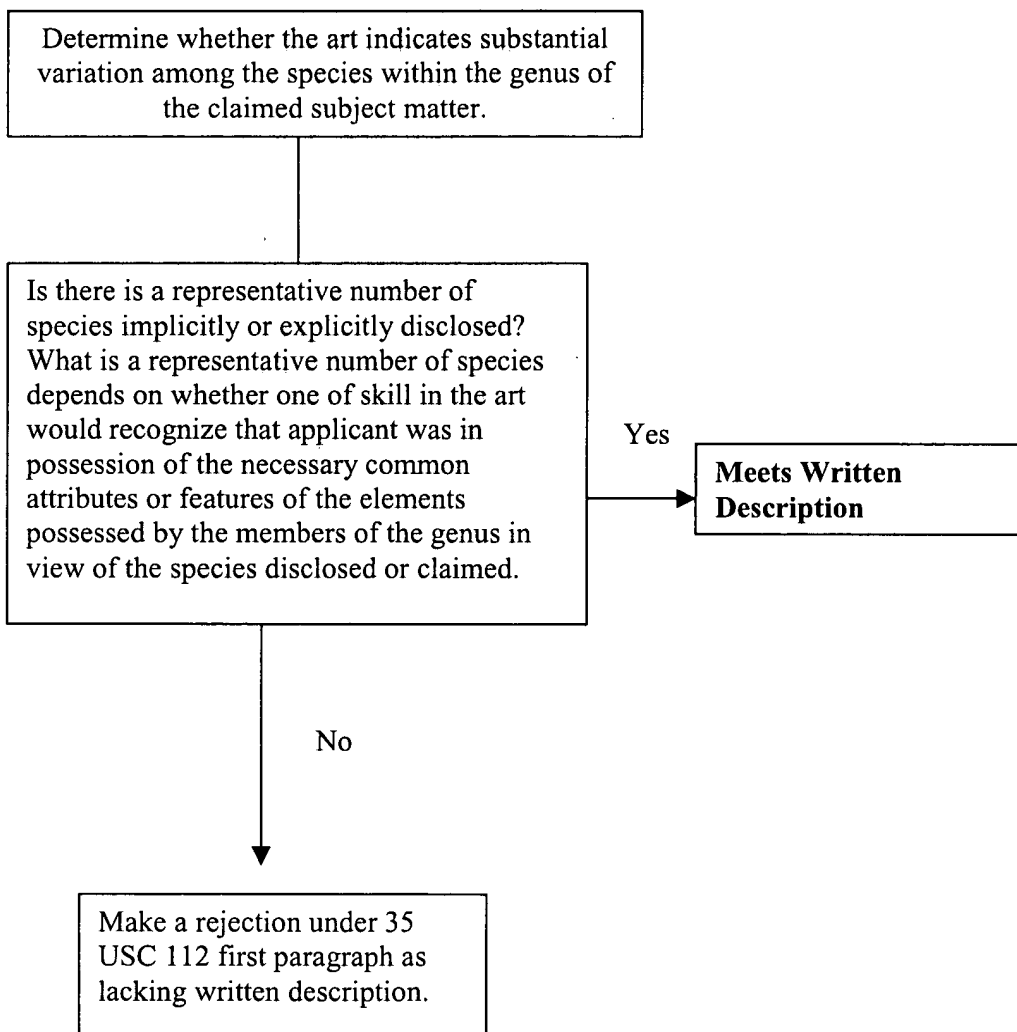 Determine whether the art indicates substantial
variation among the species within the genus of
the claimed subject matter.
Is there is a representative number of
species implicitly or explicitly disclosed?
What is a representative number of species
depends on whether one of skill in the art
would recognize that applicant was in
possession of the necessary common
attributes or features of the elements
possessed by the members of the genus in
view of the species disclosed or claimed.
Yes
Meets Written
Description
No
Make a rejection under 35
USC 112 first paragraph as
lacking written description.